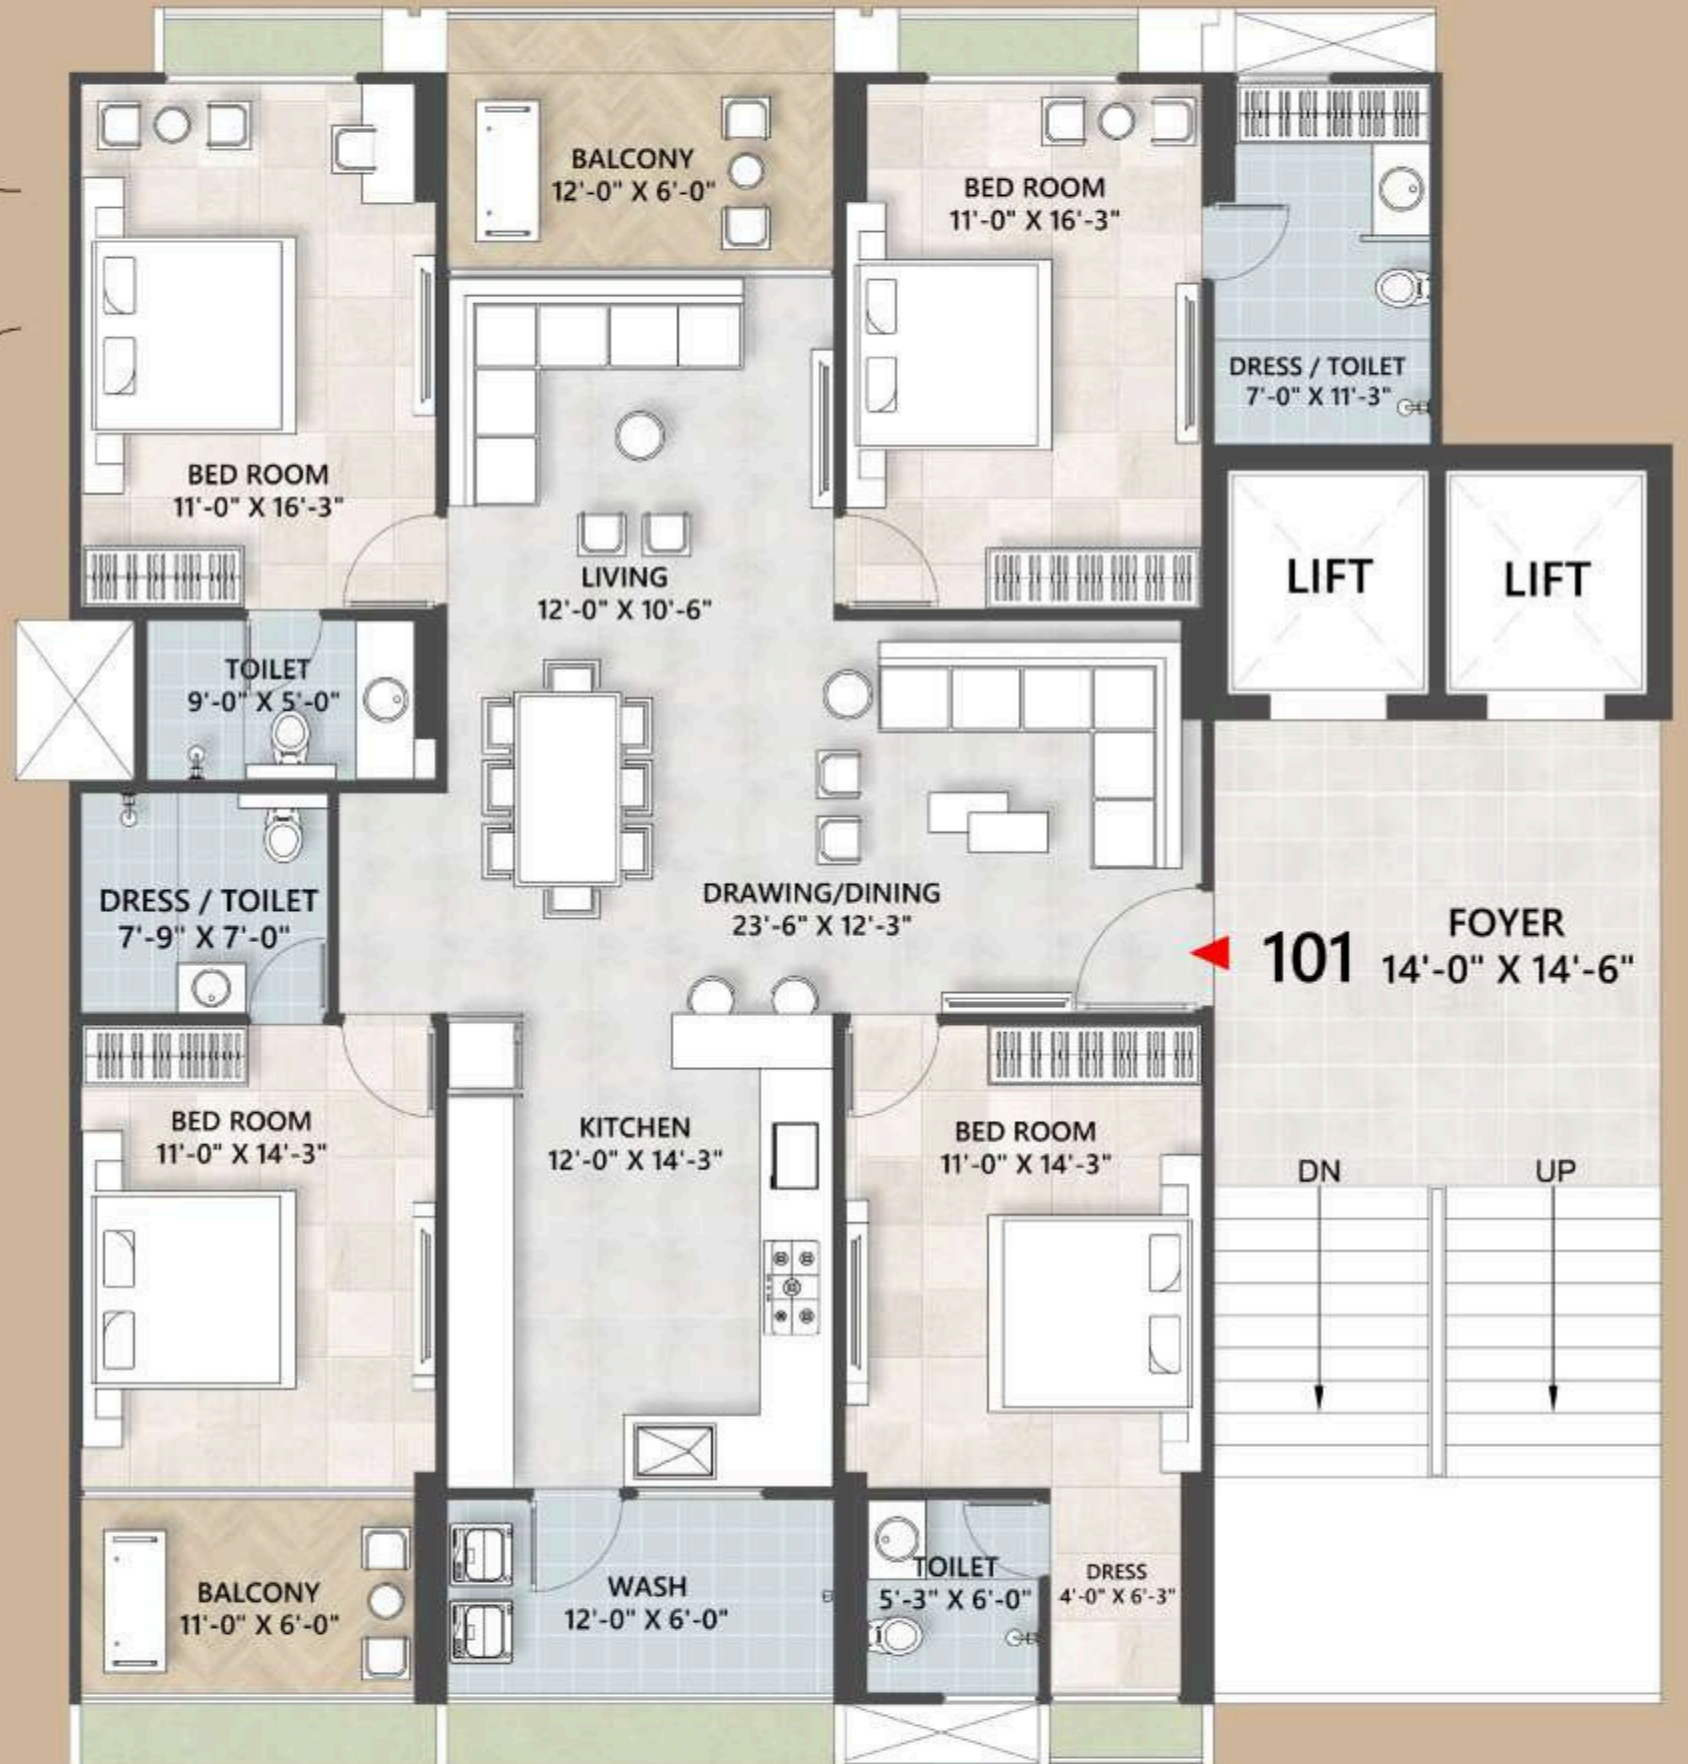 BALCONY
12'-0" X 6'-0"
BED ROOM
11'-0" X 16'-3"
DRESS / TOILET
7'-0" X 11'-3"
BED ROOM
11'-0" X 16'-3"
LIVING
12'-0" X 10'-6"
LIFT
LIFT
TOILET
9'-0" X 5'-0"
DRESS / TOILET
7'-9" X 7'-0"
DRAWING/DINING
23'-6" X 12'-3"
101
FOYER
14'-0" X 14'-6"
BED ROOM
11'-0" X 14'-3"
KITCHEN
12'-0" X 14'-3"
BED ROOM
11'-0" X 14'-3"
DN
UP
BALCONY
11'-0" X 6'-0"
WASH
12'-0" X 6'-0"
TOILET
5'-3" X 6'-0"
DRESS
4'-0" X 6'-3"